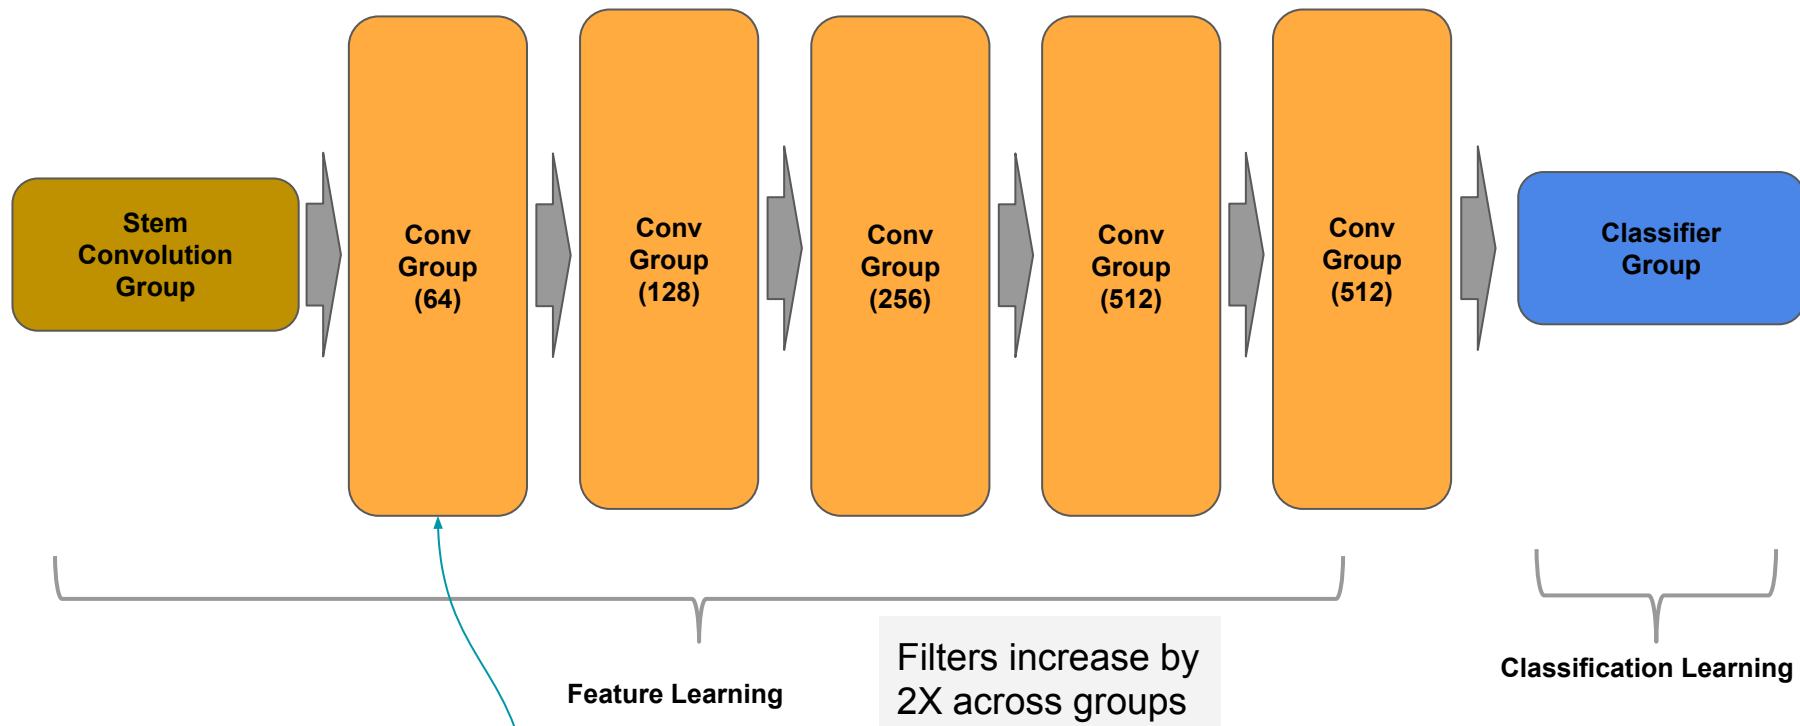 Stem
Convolution
Group
Conv
Group
(64)
Conv
Group
(128)
Conv
Group
(256)
Conv
Group
(512)
Conv
Group
(512)
Classifier
Group
Feature Learning
Filters increase by
2X across groups
Classification Learning